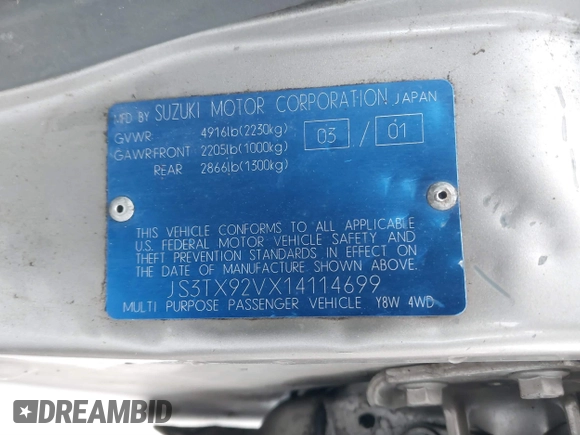 MFD BY SUZUKI MOTOR CORPORATION JAPAN
GVWR 4916lb(2230kg) 03 / 01
GAWRFRONT 2205lb(1000kg)
REAR 2866lb(1300kg)
THIS VEHICLE CONFORMS TO ALL APPLICABLE
U.S. FEDERAL MOTOR VEHICLE SAFETY AND
THEFT PREVENTION STANDARDS IN EFFECT ON
THE DATE OF MANUFACTURE SHOWN ABOVE.
JS3TX92VX14114699
MULTI PURPOSE PASSENGER VEHICLE Y8W 4WD
DREAMBID